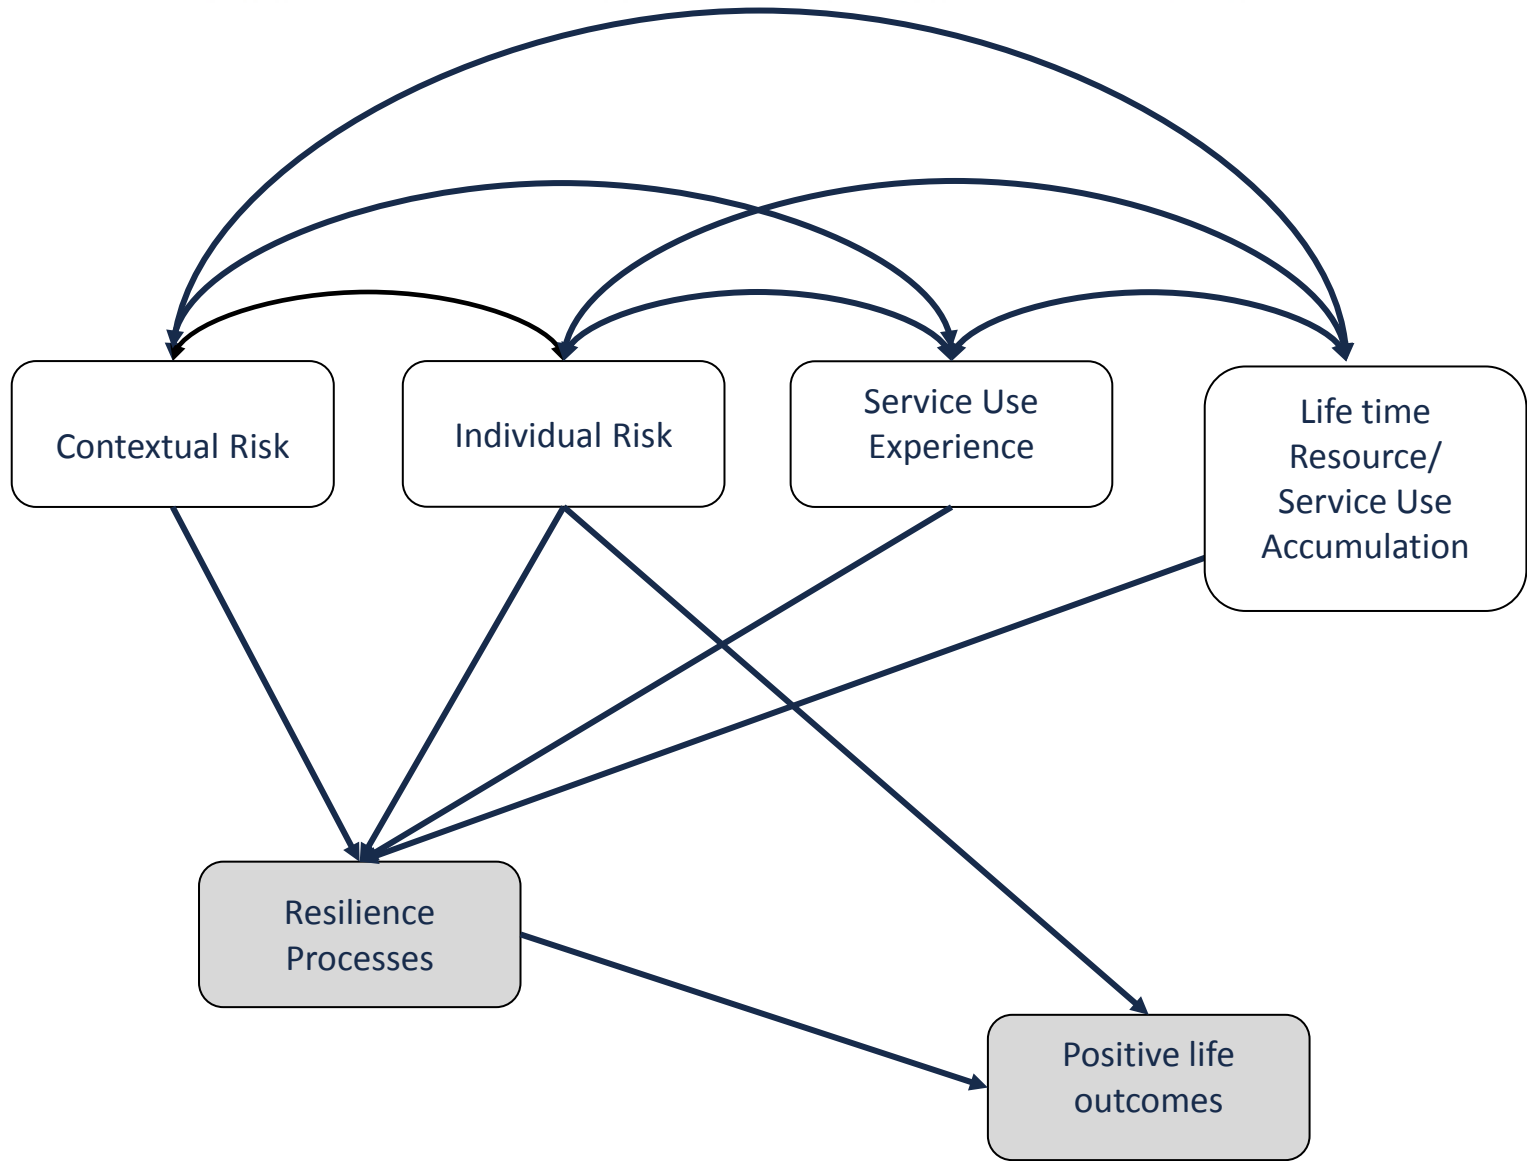 Contextual Risk
Individual Risk
Service Use
Experience
Life time
Resource/
Service Use
Accumulation
Resilience
Processes
Positive life
outcomes